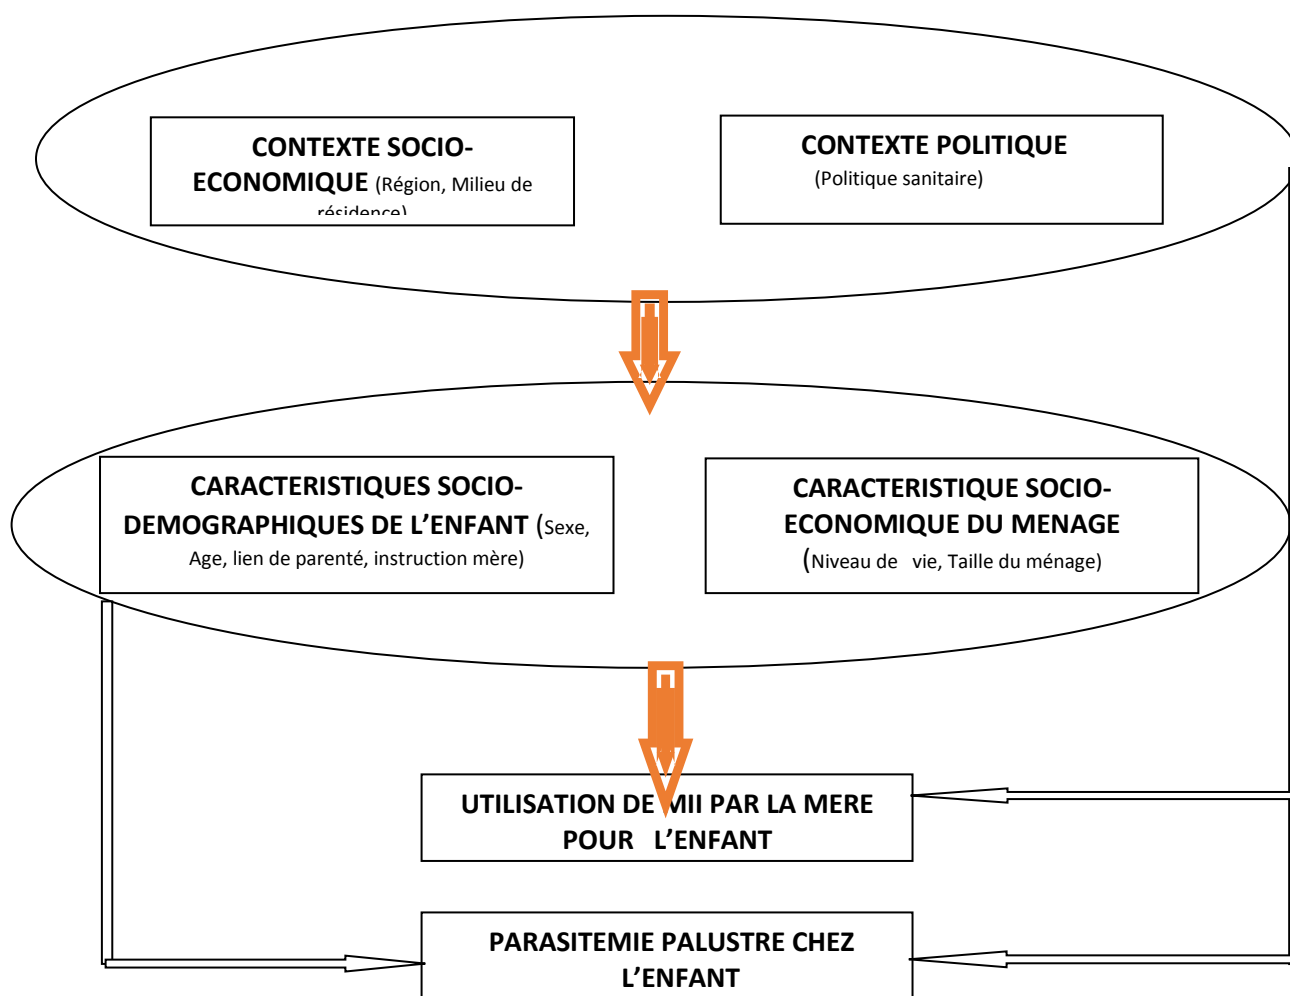 CONTEXTE SOCIO-
ECONOMIQUE (Région, Milieu de
résidence)
CONTEXTE POLITIQUE
(Politique sanitaire)
CARACTERISTIQUES SOCIO-
DEMOGRAPHIQUES DE L’ENFANT (Sexe,
Age, lien de parenté, instruction mère)
CARACTERISTIQUE SOCIO-
ECONOMIQUE DU MENAGE
(Niveau de vie, Taille du ménage)
UTILISATION DE MII PAR LA MERE
POUR L’ENFANT
PARASITEMIE PALUSTRE CHEZ
L’ENFANT